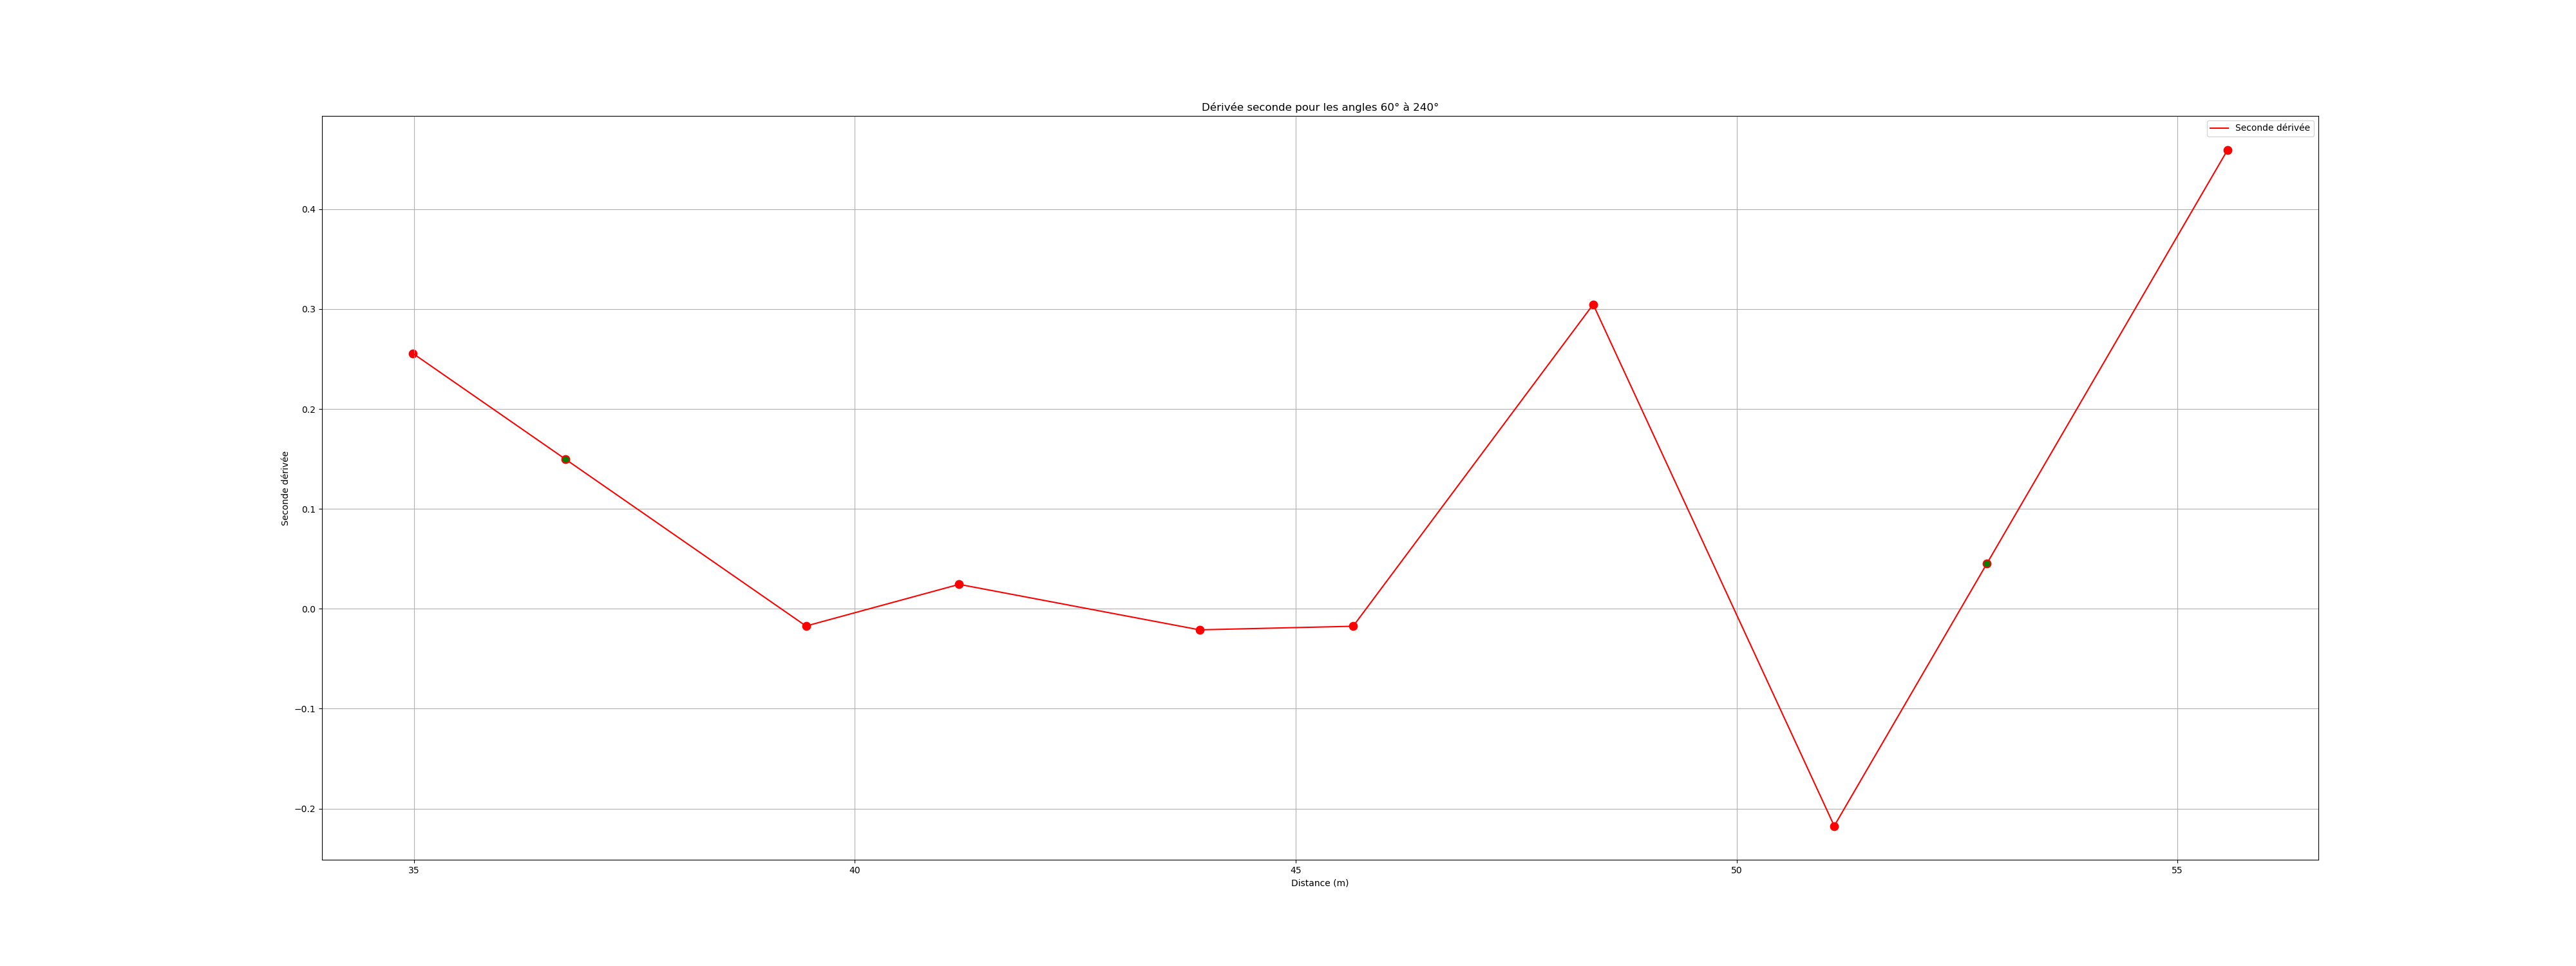 Dérivée seconde pour les angles 60° à 240°
Seconde dérivée
0.4
0.3
0.2
0.1
0.0
−0.1
−0.2
Seconde dérivée
35 40 45 50 55
Distance (m)